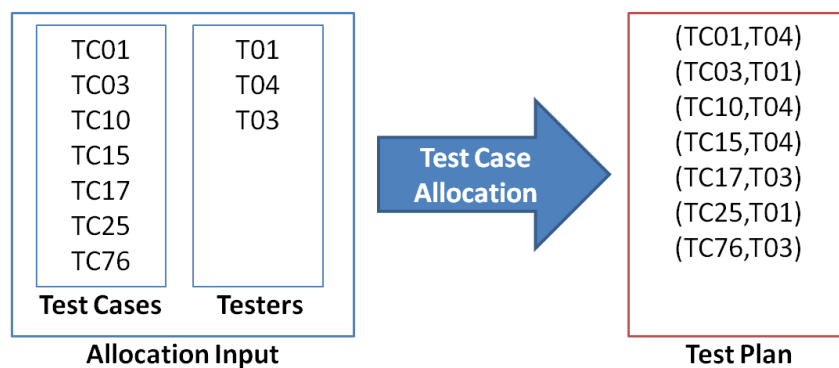 TC01
TC03
TC10
TC15
TC17
TC25
TC76
Test Cases
T01
T04
T03
Testers
Allocation Input
Test Case
Allocation
(TC01,T04)
(TC03,T01)
(TC10,T04)
(TC15,T04)
(TC17,T03)
(TC25,T01)
(TC76,T03)
Test Plan